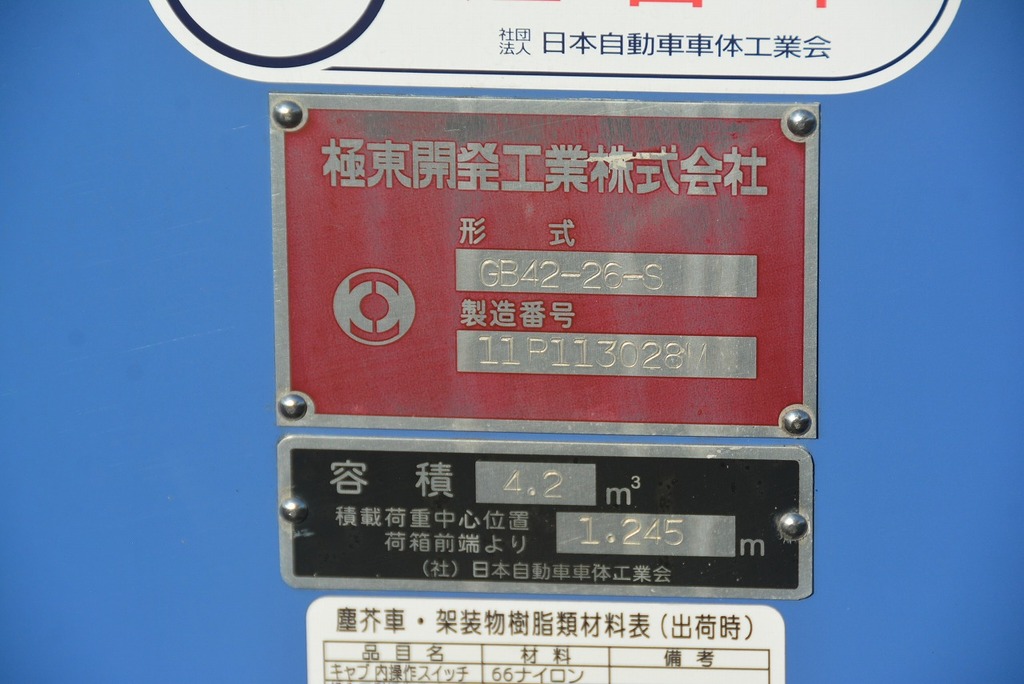 社団
法人 日本自動車車体工業会
極東開発工業株式会社
形 式
GB42-26-S
製造番号
11P113028M
容積 4.2 m³
積載荷重中心位置
荷箱前端より 1.245 m
(社)日本自動車車体工業会
塵芥車・架装物樹脂類材料表(出荷時)
品目名 材料 備考
キャブ内操作スイッチ 66ナイロン